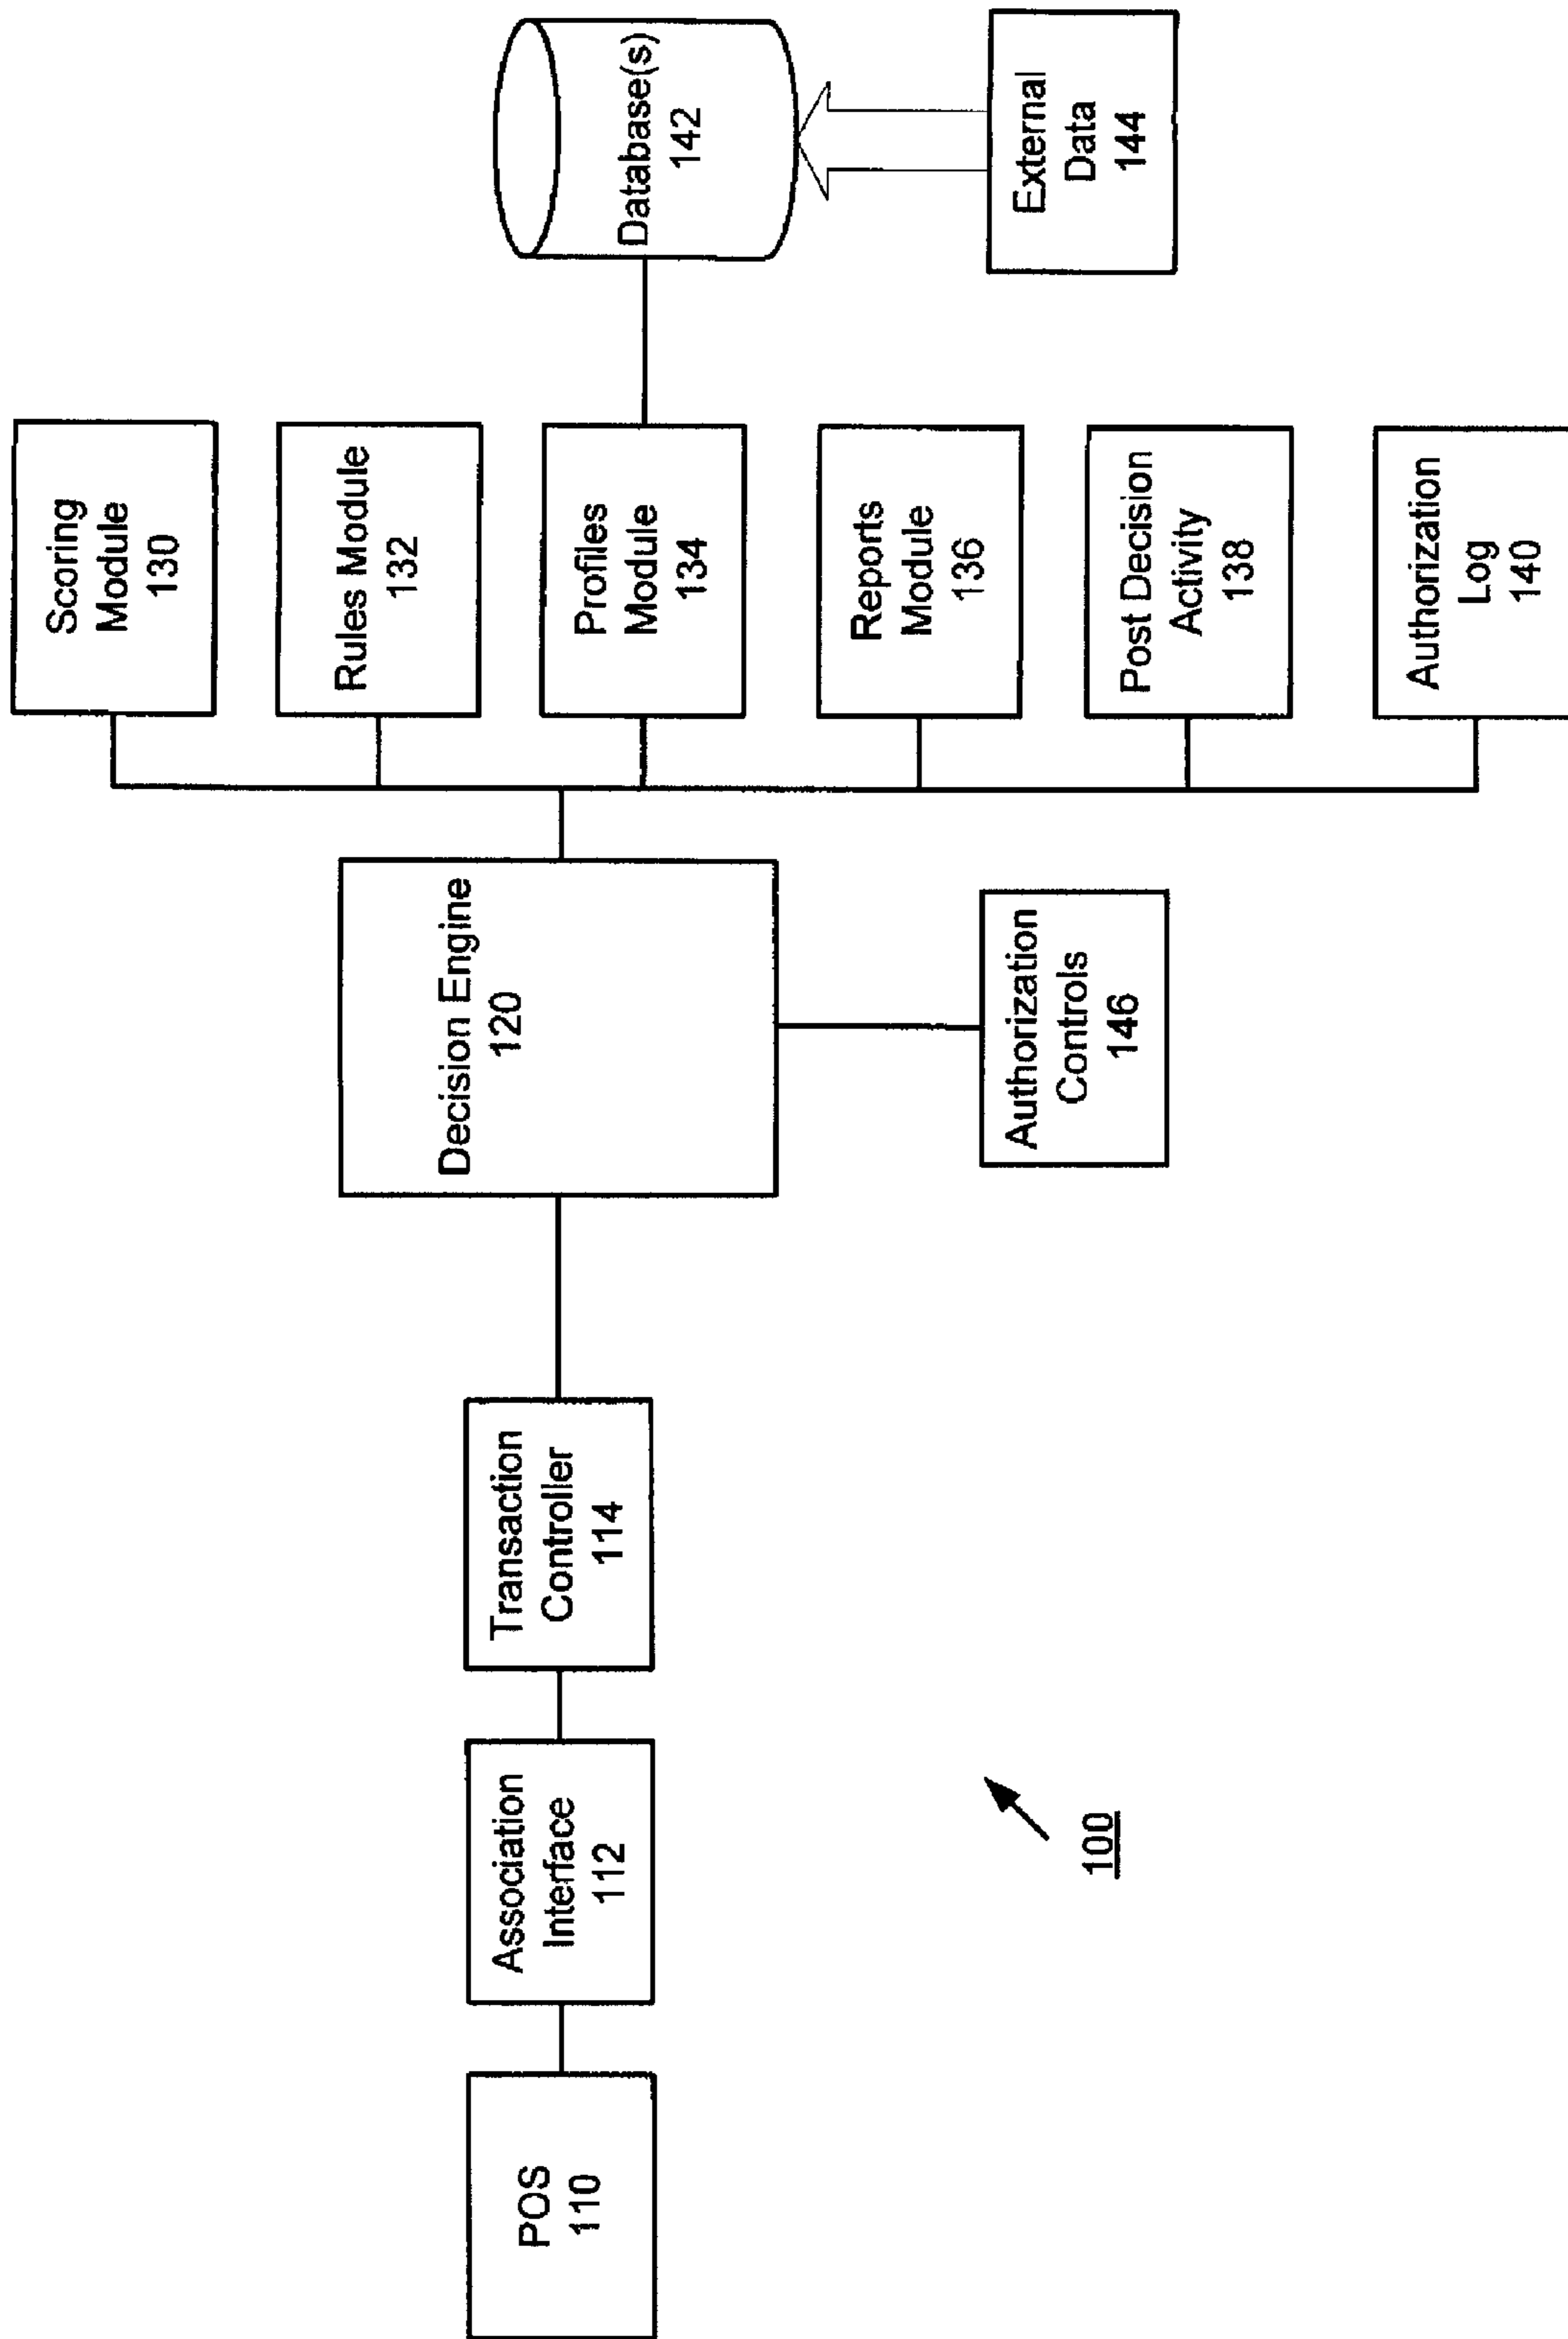 POS
110
Association
Interface
112
Transaction
Controller
114
Decision Engine
120
Authorization
Controls
146
Scoring
Module
130
Rules Module
132
Profiles
Module
134
Reports
Module
136
Post Decision
Activity
138
Authorization
Log
140
Database(s)
142
External
Data
144
100